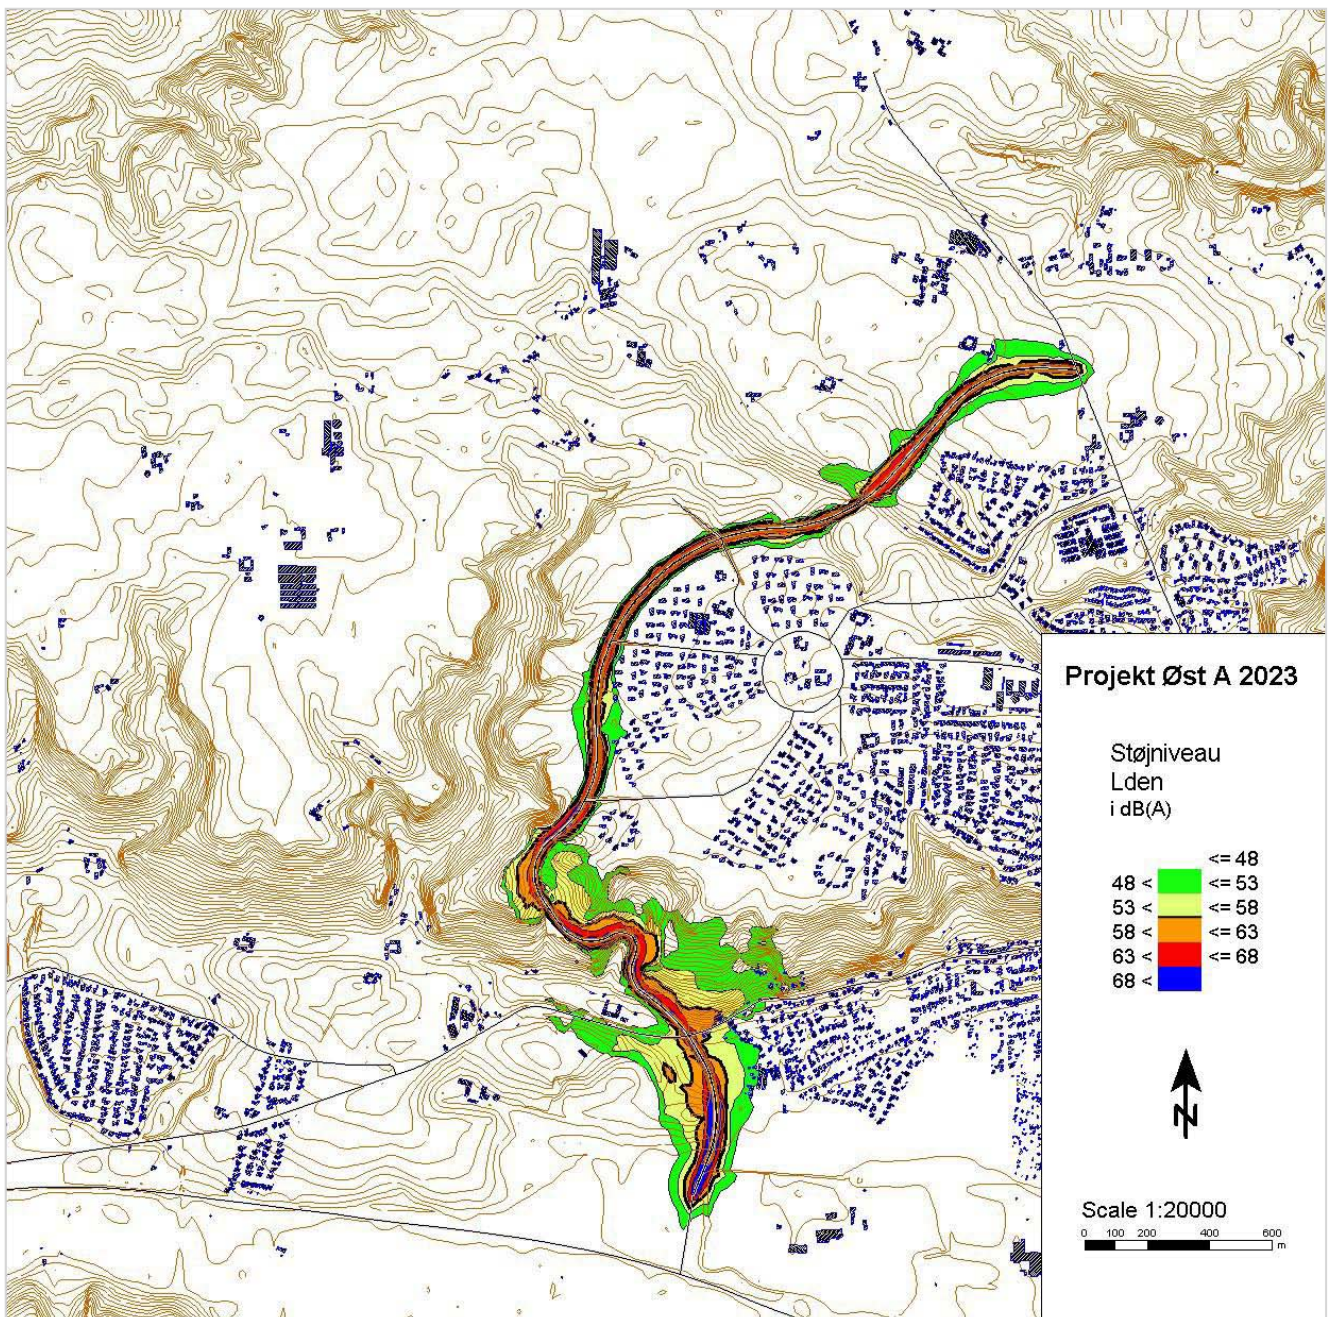 Projekt Øst A 2023
Støjniveau
Lden
i dB(A)
<= 48
48 < <= 53
53 < <= 58
58 < <= 63
63 < <= 68
68 <
N
Scale 1:20000
0 100 200 400 600
m